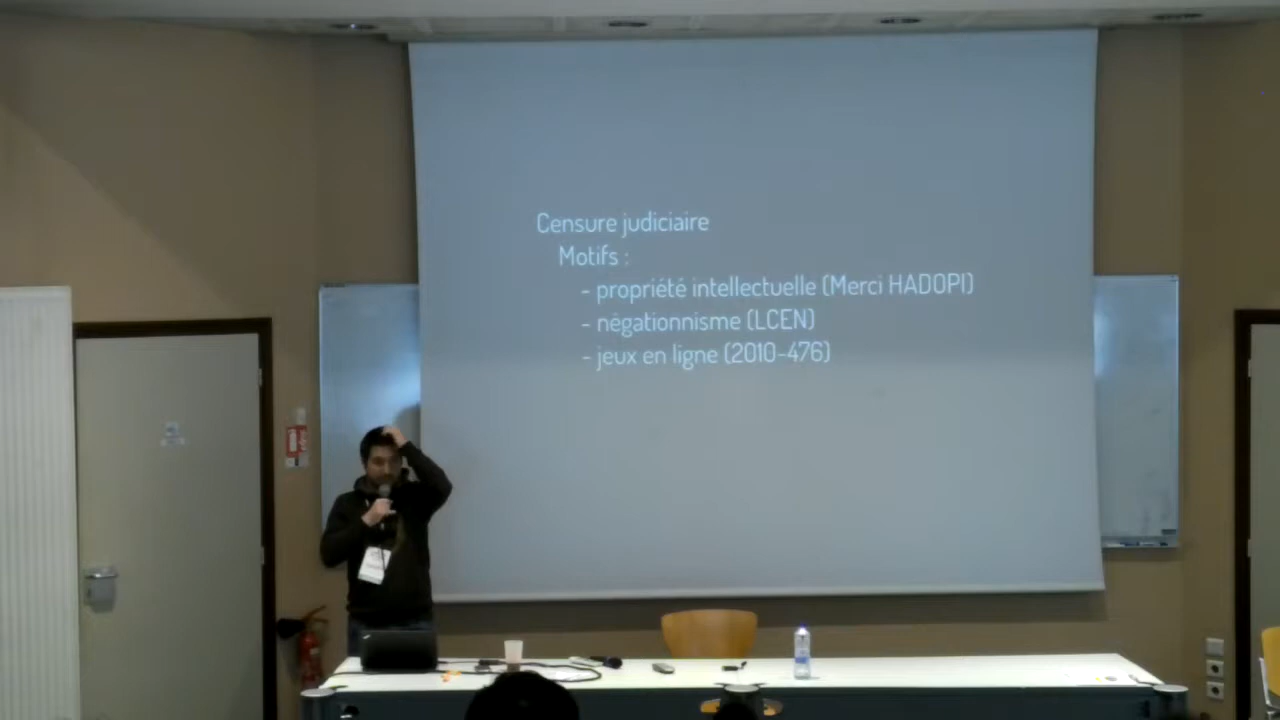 Censure judiciaire
Motifs :
- propriété intellectuelle (Merci HADOPI)
- négationnisme (LCEN)
- jeux en ligne (2010-476)